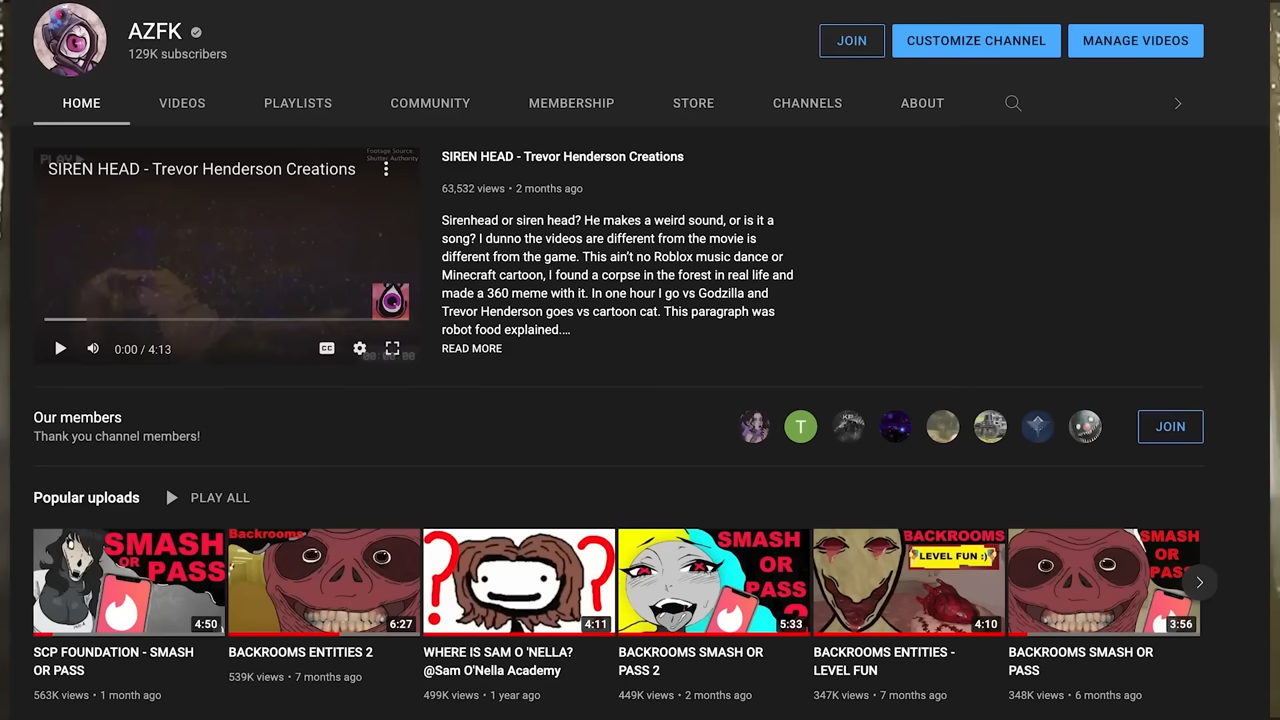 AZFK
129K subscribers
JOIN
CUSTOMIZE CHANNEL
MANAGE VIDEOS
HOME
VIDEOS
PLAYLISTS
COMMUNITY
MEMBERSHIP
STORE
CHANNELS
ABOUT
PLAY
Footage Source:
Shutter Authority
SIREN HEAD - Trevor Henderson Creations
0:00 / 4:13
CC
00:00:00
SIREN HEAD - Trevor Henderson Creations
63,532 views • 2 months ago
Sirenhead or siren head? He makes a weird sound, or is it a
song? I dunno the videos are different from the movie is
different from the game. This ain't no Roblox music dance or
Minecraft cartoon, I found a corpse in the forest in real life and
made a 360 meme with it. In one hour I go vs Godzilla and
Trevor Henderson goes vs cartoon cat. This paragraph was
robot food explained....
READ MORE
Our members
Thank you channel members!
T
JOIN
Popular uploads
PLAY ALL
SMASH
OR
PASS
4:50
SCP FOUNDATION - SMASH
OR PASS
563K views • 1 month ago
Backrooms
6:27
BACKROOMS ENTITIES 2
539K views • 7 months ago
? ?
4:11
WHERE IS SAM O 'NELLA?
@Sam O'Nella Academy
499K views • 1 year ago
SMASH
OR
PASS
?
5:33
BACKROOMS SMASH OR
PASS 2
449K views • 2 months ago
BACKROOMS
LEVEL FUN :)
4:10
BACKROOMS ENTITIES -
LEVEL FUN
347K views • 7 months ago
SMASH
OR
PASS
3:56
BACKROOMS SMASH OR
PASS
348K views • 6 months ago